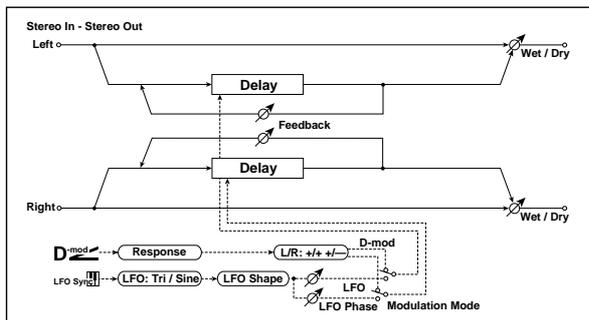 Stereo In - Stereo Out
Left
Wet / Dry
Delay
Feedback
Delay
Right
Wet / Dry
D-mod
D-mod
Response
L/R: +/+ +/—
LFO Sync
LFO: Tri / Sine
LFO Shape
LFO
LFO Phase
Modulation Mode